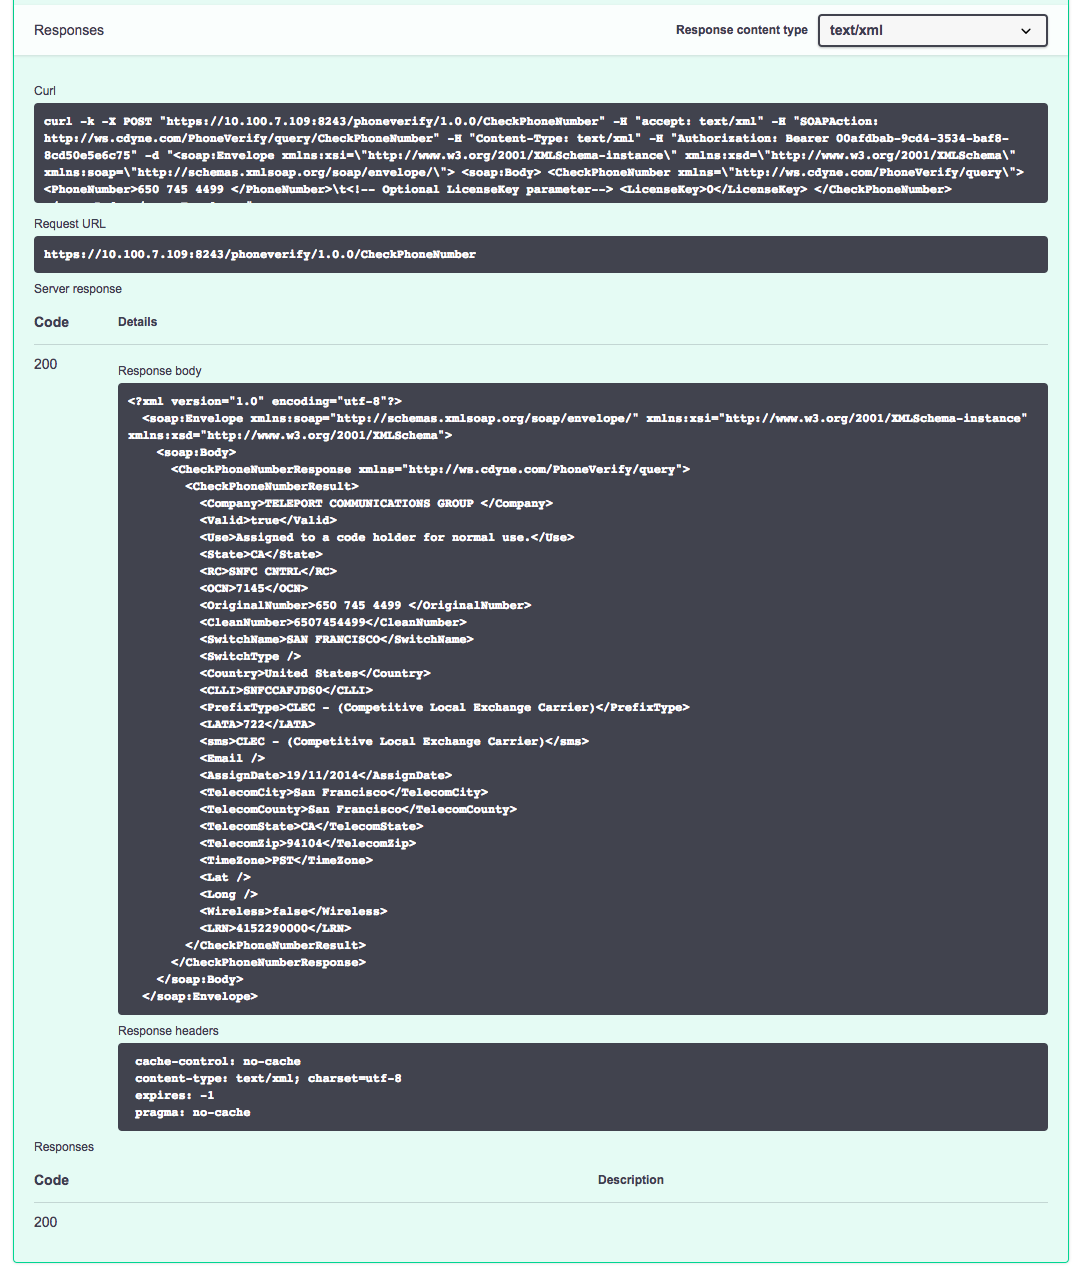 Responses
Response content type
text/xml
Curl
curl -k -X POST "https://10.100.7.109:8243/phoneverify/1.0.0/CheckPhoneNumber" -H "accept: text/xml" -H "SOAPAction:
http://ws.cdyne.com/PhoneVerify/query/CheckPhoneNumber" -H "Content-Type: text/xml" -H "Authorization: Bearer 00afdbab-9cd4-3534-baf8-
8cd50e5e6c75" -d "<soap:Envelope xmlns:xsi=\"http://www.w3.org/2001/XMLSchema-instance\" xmlns:xsd=\"http://www.w3.org/2001/XMLSchema\"
xmlns:soap=\"http://schemas.xmlsoap.org/soap/envelope/\"> <soap:Body> <CheckPhoneNumber xmlns=\"http://ws.cdyne.com/PhoneVerify/query\">
<PhoneNumber>650 745 4499 </PhoneNumber>\t<!-- Optional LicenseKey parameter--> <LicenseKey>0</LicenseKey> </CheckPhoneNumber>
Request URL
https://10.100.7.109:8243/phoneverify/1.0.0/CheckPhoneNumber
Server response
Code
Details
200
Response body
<?xml version="1.0" encoding="utf-8"?>
<soap:Envelope xmlns:soap="http://schemas.xmlsoap.org/soap/envelope/" xmlns:xsi="http://www.w3.org/2001/XMLSchema-instance"
xmlns:xsd="http://www.w3.org/2001/XMLSchema">
<soap:Body>
<CheckPhoneNumberResponse xmlns="http://ws.cdyne.com/PhoneVerify/query">
<CheckPhoneNumberResult>
<Company>TELEPORT COMMUNICATIONS GROUP </Company>
<Valid>true</Valid>
<Use>Assigned to a code holder for normal use.</Use>
<State>CA</State>
<RC>SNFC CNTRL</RC>
<OCN>7145</OCN>
<OriginalNumber>650 745 4499 </OriginalNumber>
<CleanNumber>6507454499</CleanNumber>
<SwitchName>SAN FRANCISCO</SwitchName>
<SwitchType />
<Country>United States</Country>
<CLLI>SNFCCAFJDS0</CLLI>
<PrefixType>CLEC - (Competitive Local Exchange Carrier)</PrefixType>
<LATA>722</LATA>
<sms>CLEC - (Competitive Local Exchange Carrier)</sms>
<Email />
<AssignDate>19/11/2014</AssignDate>
<TelecomCity>San Francisco</TelecomCity>
<TelecomCounty>San Francisco</TelecomCounty>
<TelecomState>CA</TelecomState>
<TelecomZip>94104</TelecomZip>
<TimeZone>PST</TimeZone>
<Lat />
<Long />
<Wireless>false</Wireless>
<LRN>4152290000</LRN>
</CheckPhoneNumberResult>
</CheckPhoneNumberResponse>
</soap:Body>
</soap:Envelope>
Response headers
cache-control: no-cache
content-type: text/xml; charset=utf-8
expires: -1
pragma: no-cache
Responses
Code
Description
200